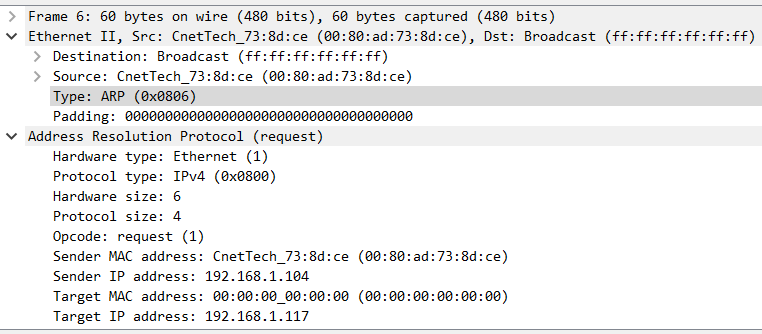 Frame 6: 60 bytes on wire (480 bits), 60 bytes captured (480 bits)
Ethernet II, Src: CnetTech_73:8d:ce (00:80:ad:73:8d:ce), Dst: Broadcast (ff:ff:ff:ff:ff:ff)
Destination: Broadcast (ff:ff:ff:ff:ff:ff)
Source: CnetTech_73:8d:ce (00:80:ad:73:8d:ce)
Type: ARP (0x0806)
Padding: 000000000000000000000000000000000000
Address Resolution Protocol (request)
Hardware type: Ethernet (1)
Protocol type: IPv4 (0x0800)
Hardware size: 6
Protocol size: 4
Opcode: request (1)
Sender MAC address: CnetTech_73:8d:ce (00:80:ad:73:8d:ce)
Sender IP address: 192.168.1.104
Target MAC address: 00:00:00_00:00:00 (00:00:00:00:00:00)
Target IP address: 192.168.1.117